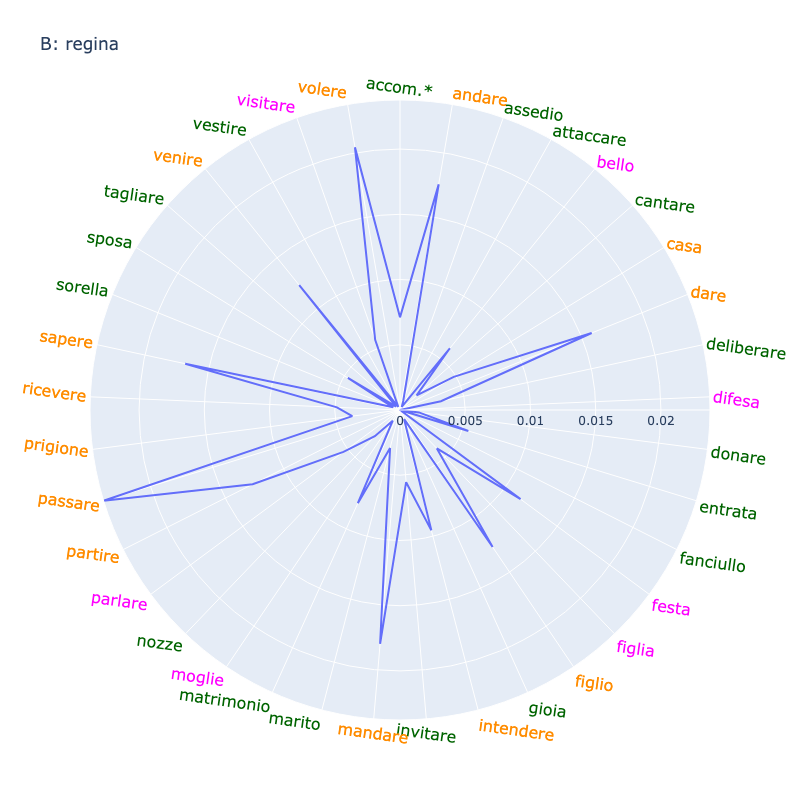 B: regina
accom.*
andare
assedio
attaccare
bello
cantare
casa
dare
deliberare
difesa
donare
entrata
fanciullo
festa
figlia
figlio
gioia
intendere
invitare
mandare
marito
matrimonio
moglie
nozze
parlare
partire
passare
prigione
ricevere
sapere
sorella
sposa
tagliare
venire
vestire
visitare
volere
0 0.005 0.01 0.015 0.02